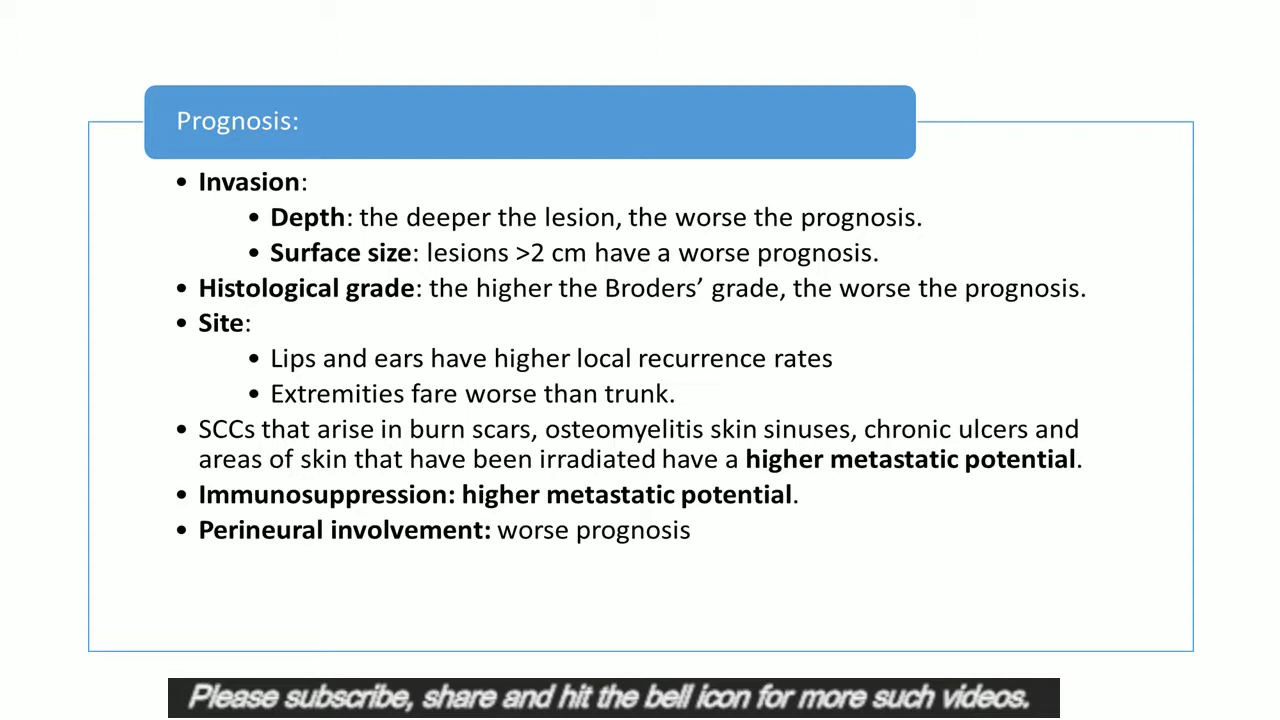 Prognosis:
• Invasion:
• Depth: the deeper the lesion, the worse the prognosis.
• Surface size: lesions >2 cm have a worse prognosis.
• Histological grade: the higher the Broders’ grade, the worse the prognosis.
• Site:
• Lips and ears have higher local recurrence rates
• Extremities fare worse than trunk.
• SCCs that arise in burn scars, osteomyelitis skin sinuses, chronic ulcers and
areas of skin that have been irradiated have a higher metastatic potential.
• Immunosuppression: higher metastatic potential.
• Perineural involvement: worse prognosis
Please subscribe, share and hit the bell icon for more such videos.